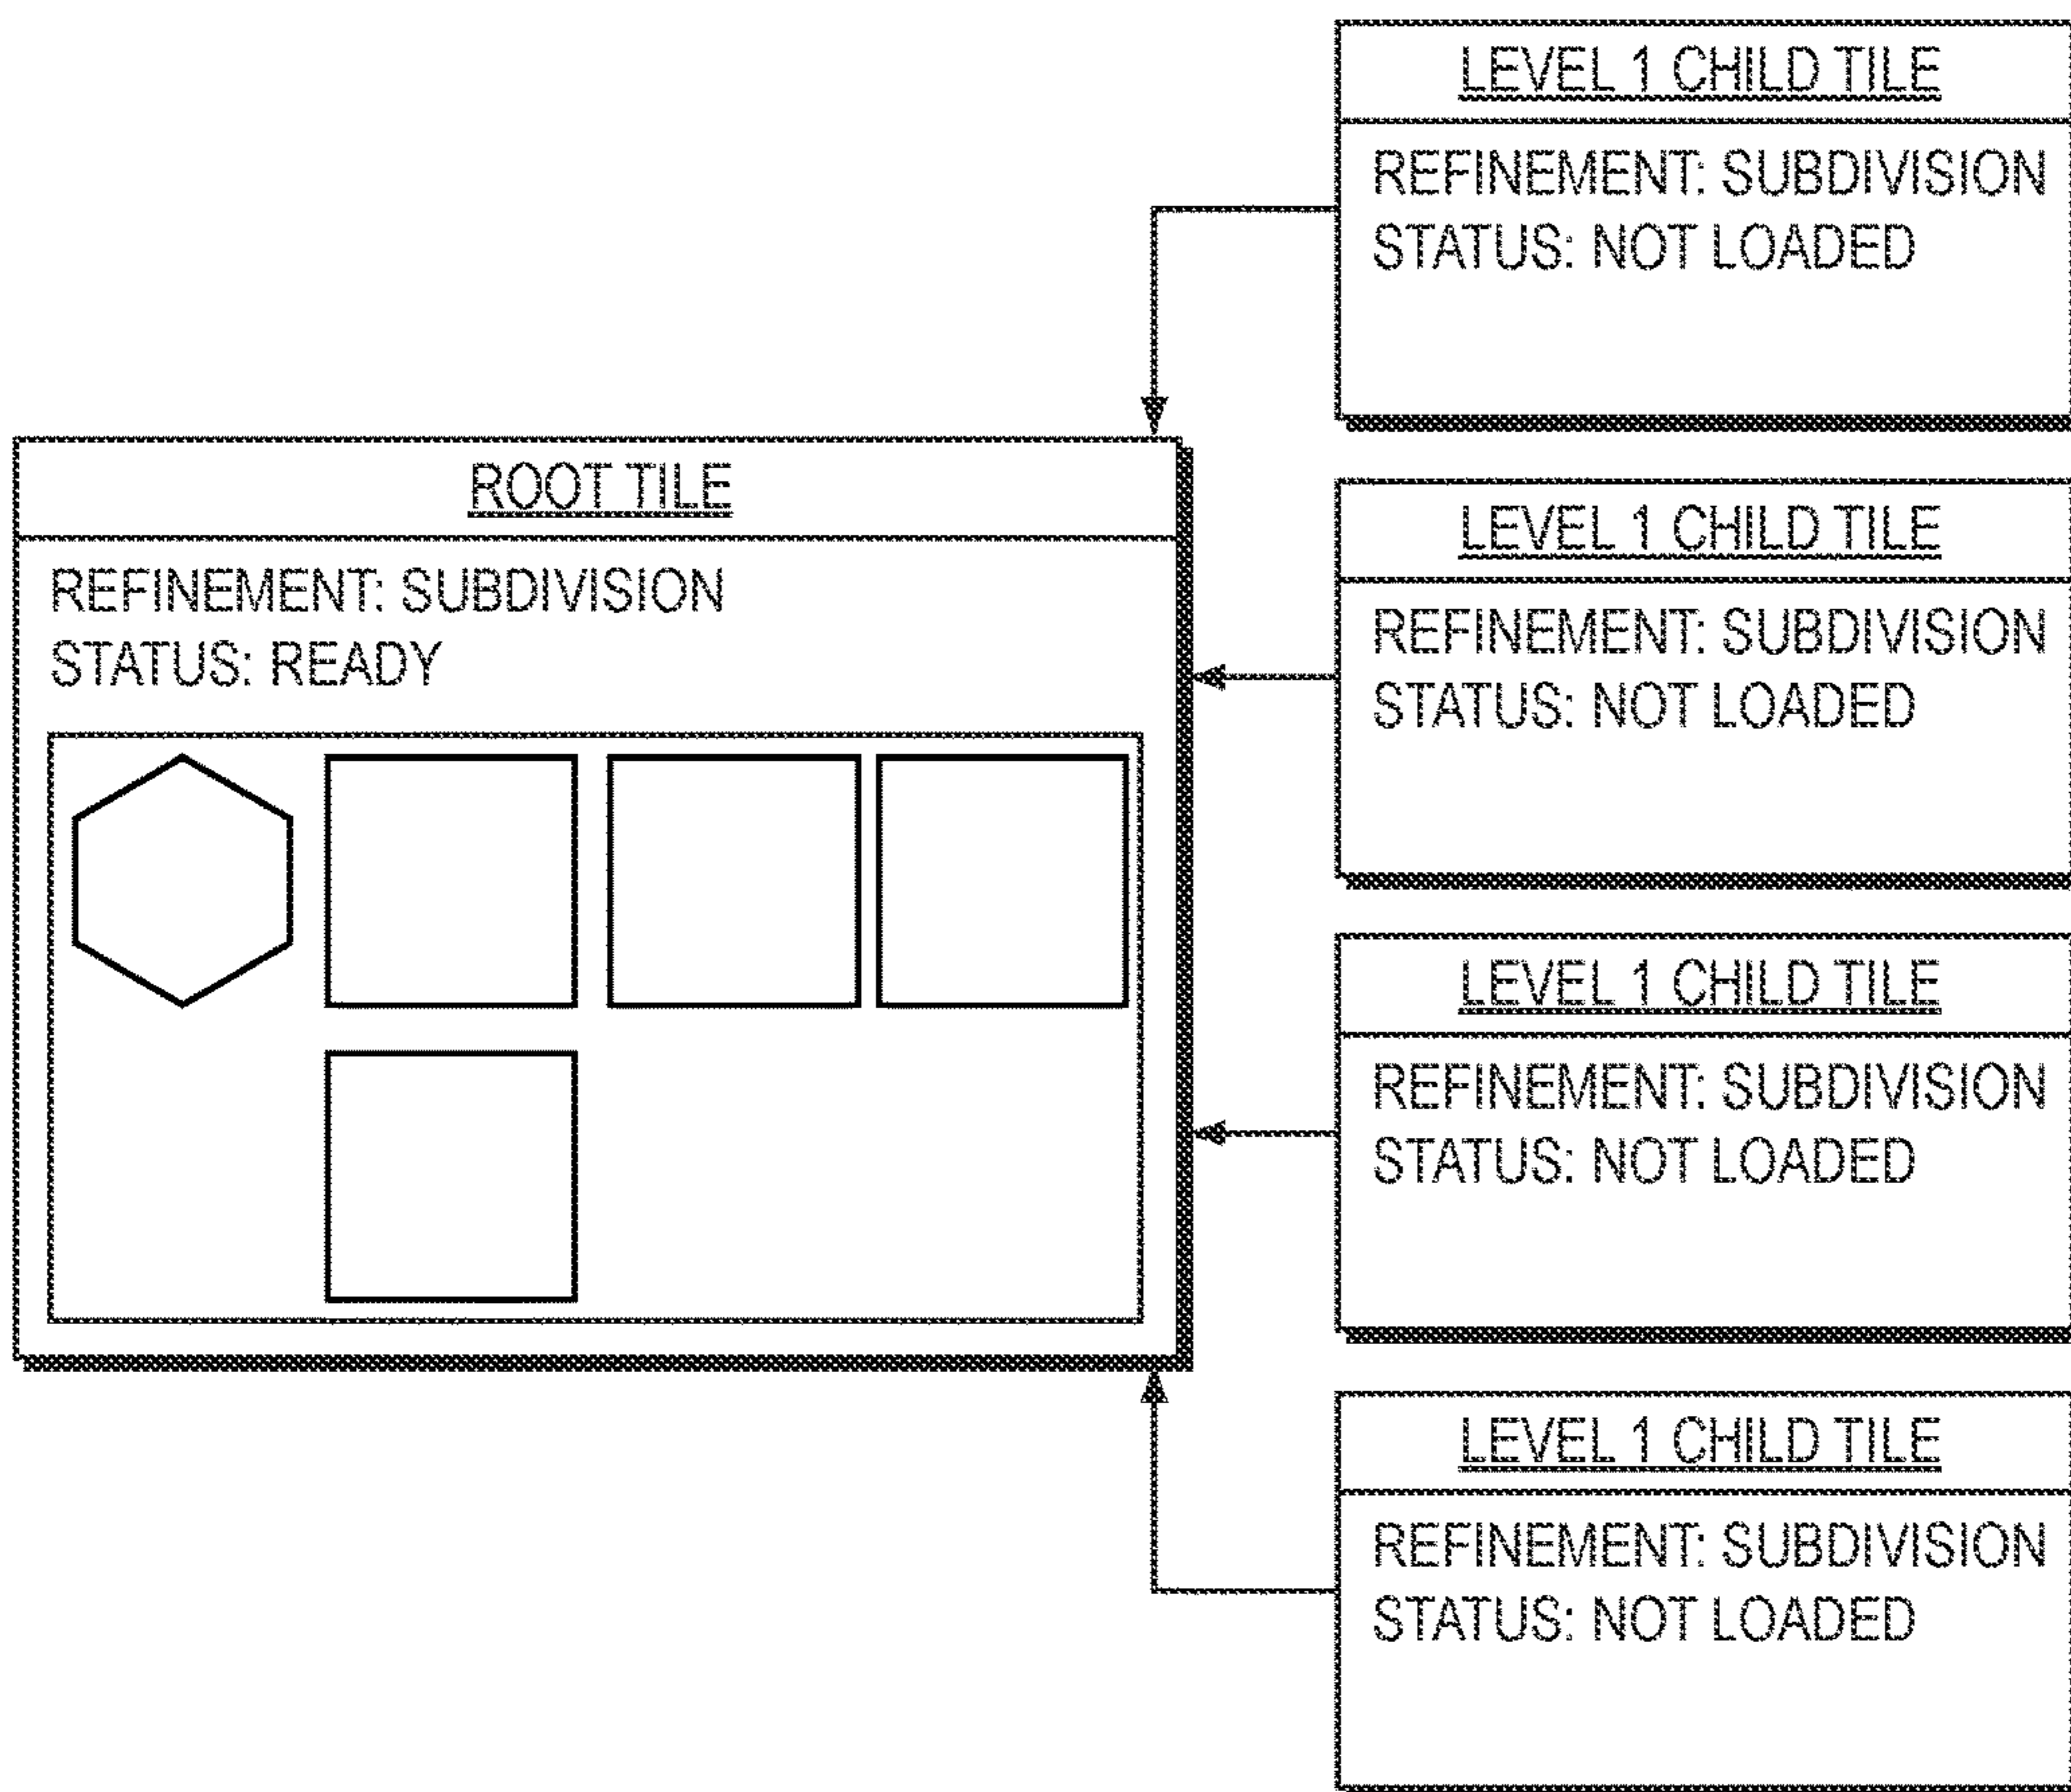 LEVEL 1 CHILD TILE
REFINEMENT: SUBDIVISION
STATUS: NOT LOADED
ROOT TILE
REFINEMENT: SUBDIVISION
STATUS: READY
LEVEL 1 CHILD TILE
REFINEMENT: SUBDIVISION
STATUS: NOT LOADED
LEVEL 1 CHILD TILE
REFINEMENT: SUBDIVISION
STATUS: NOT LOADED
LEVEL 1 CHILD TILE
REFINEMENT: SUBDIVISION
STATUS: NOT LOADED